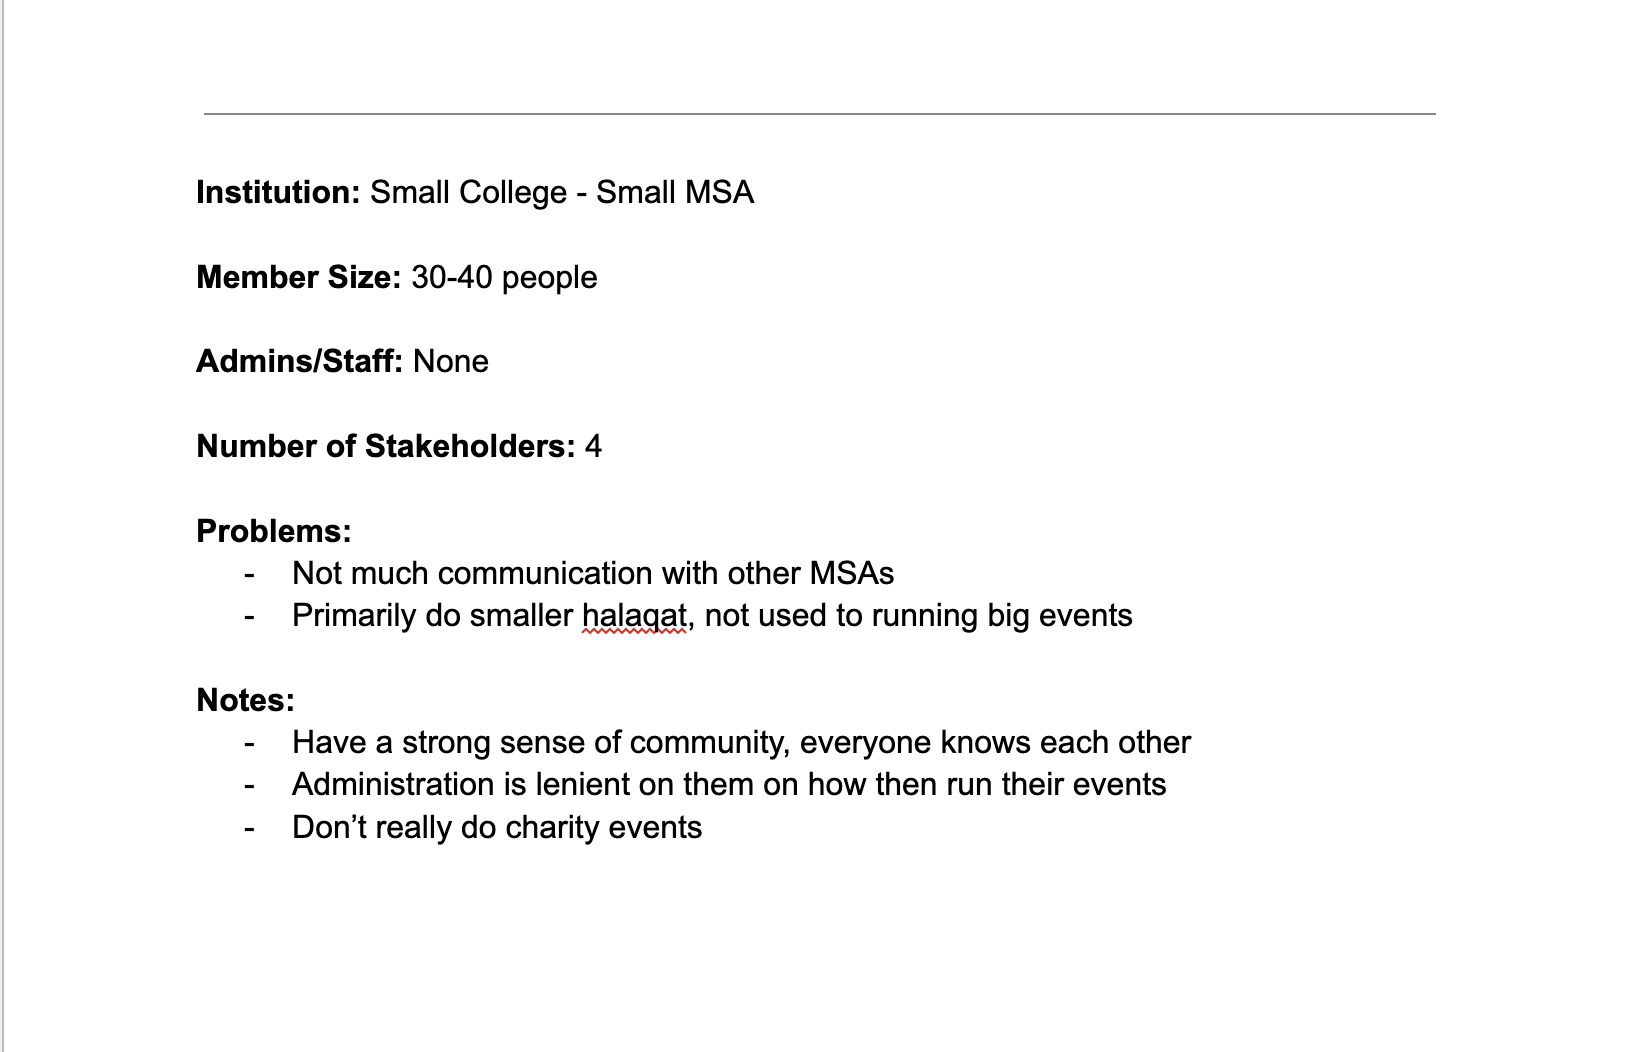 Institution: Small College - Small MSA
Member Size: 30-40 people
Admins/Staff: None
Number of Stakeholders: 4
Problems:
- Not much communication with other MSAs
- Primarily do smaller halaqat, not used to running big events
Notes:
- Have a strong sense of community, everyone knows each other
- Administration is lenient on them on how then run their events
- Don’t really do charity events